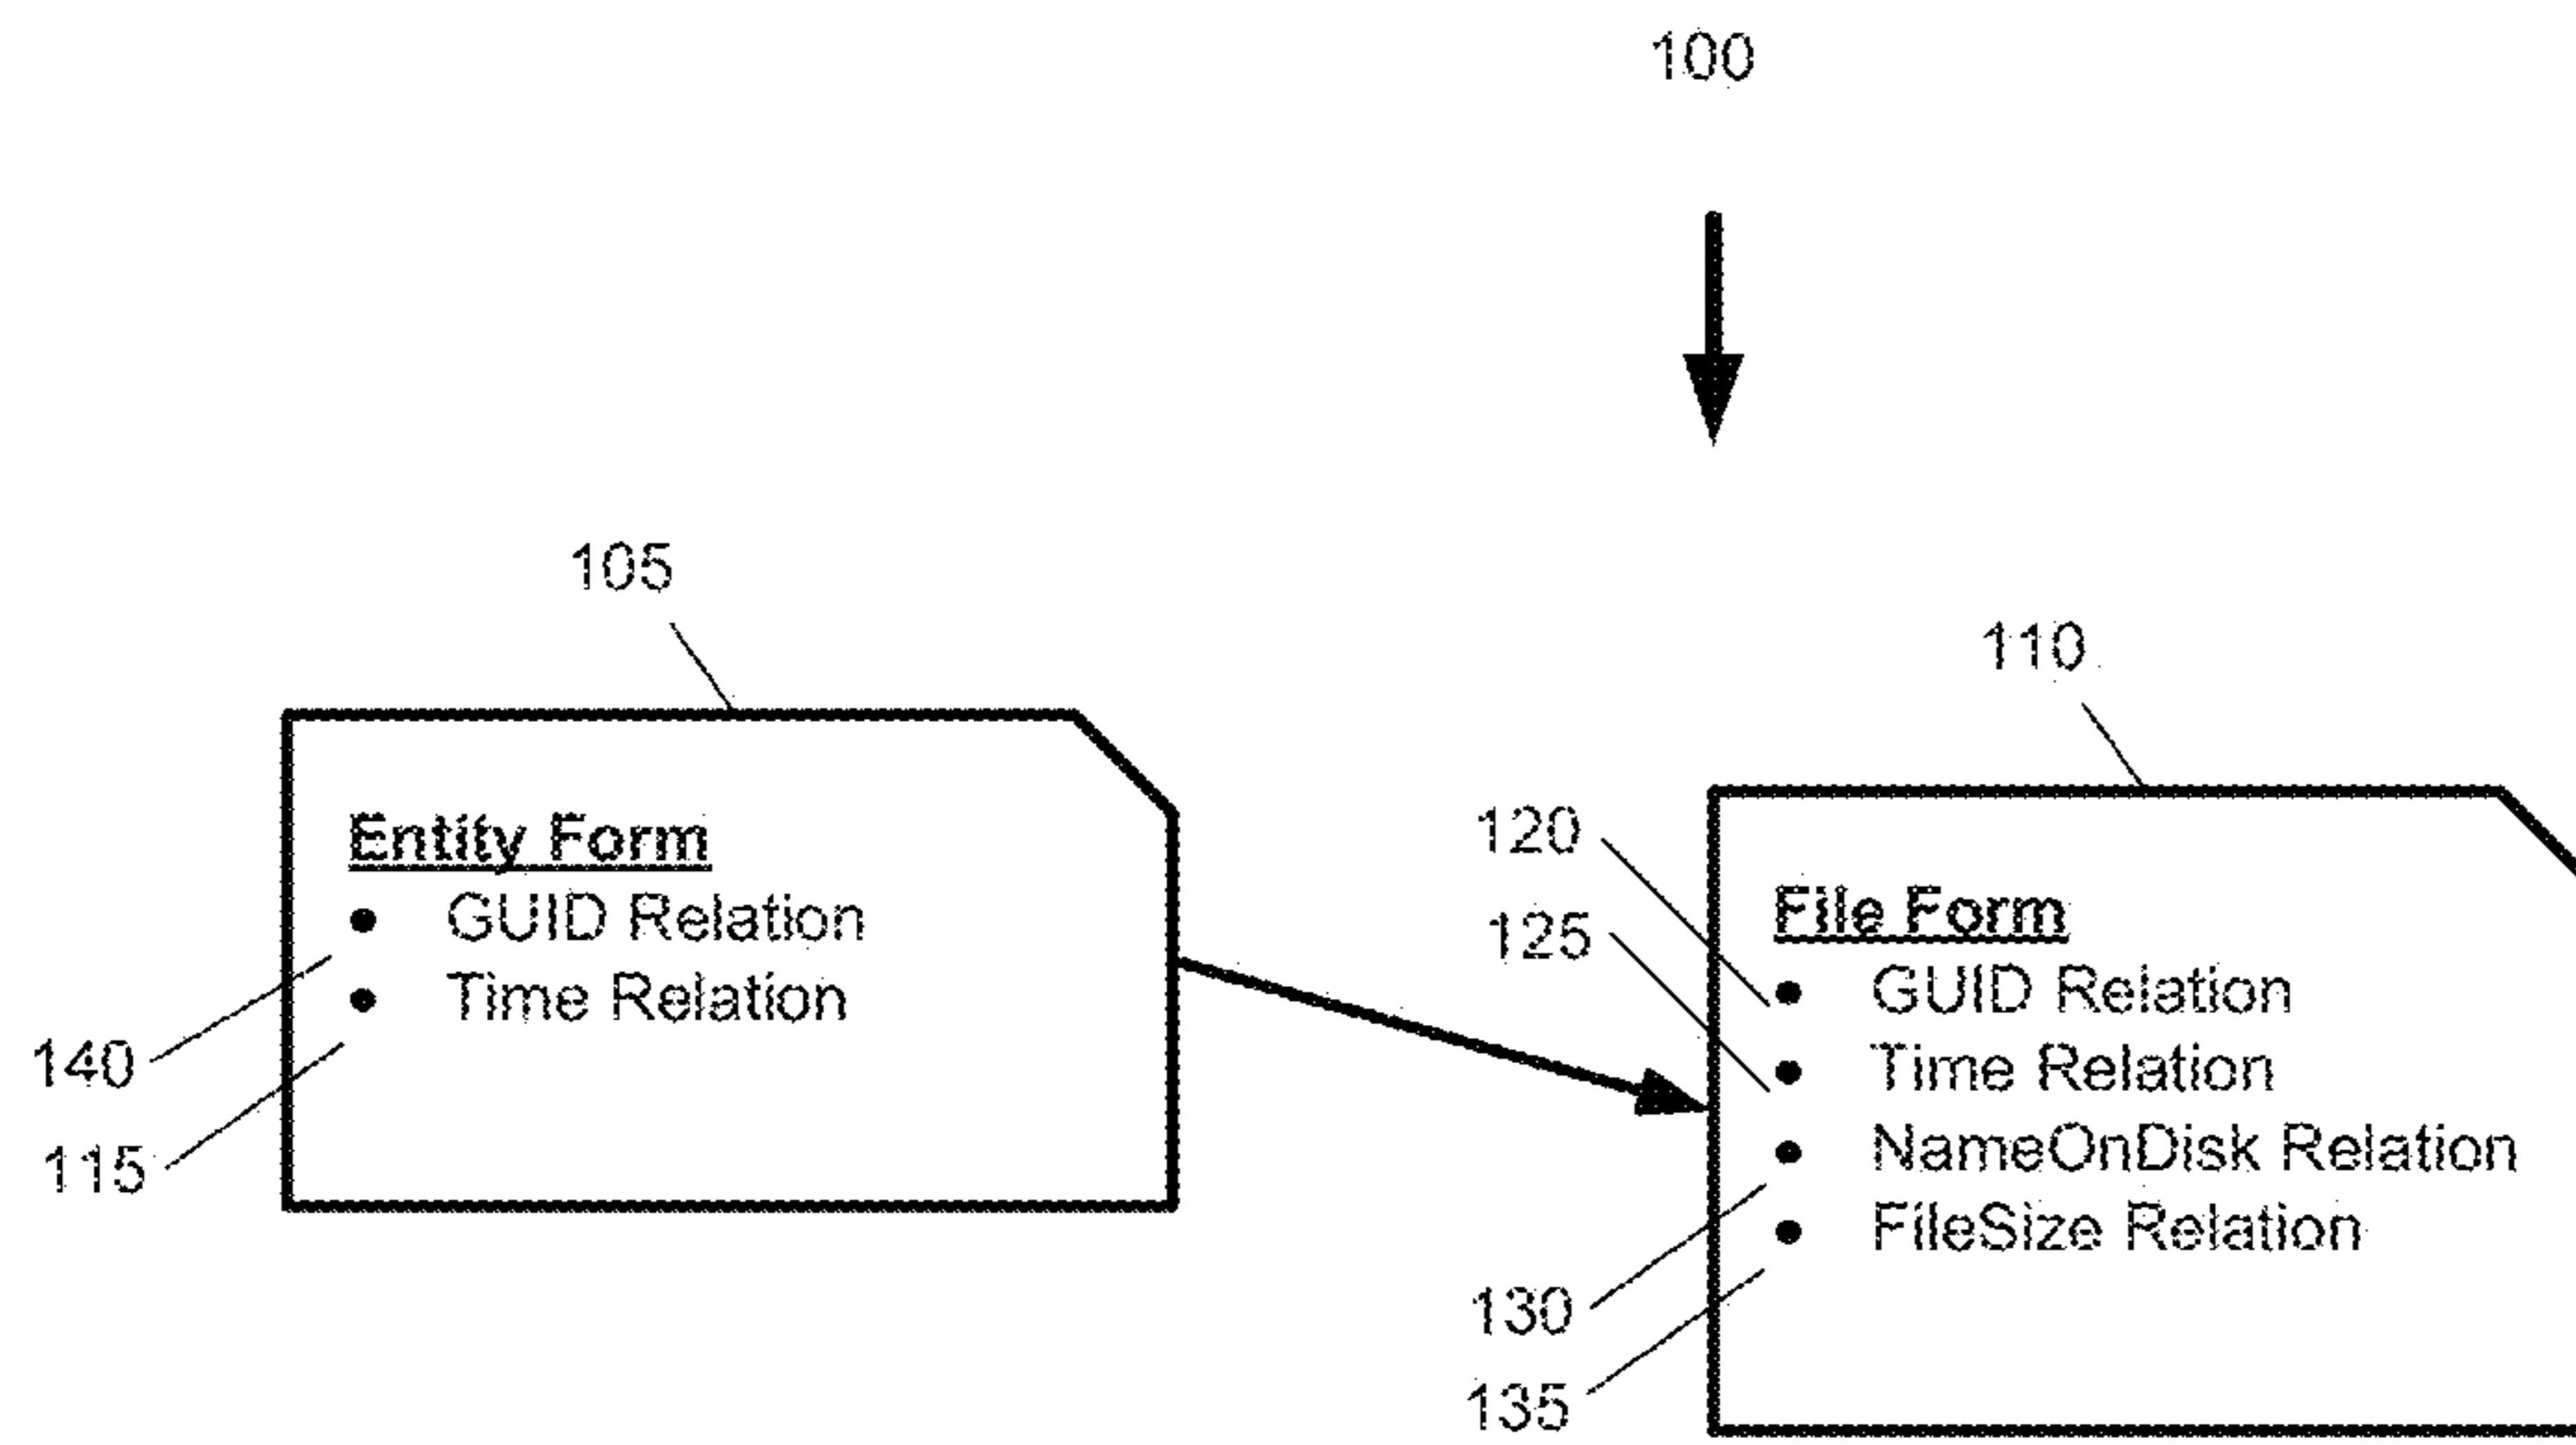 100
105
110
Entity Form
• GUID Relation
• Time Relation
140
115
120
125
File Form
• GUID Relation
• Time Relation
• NameOnDisk Relation
• FileSize Relation
130
135